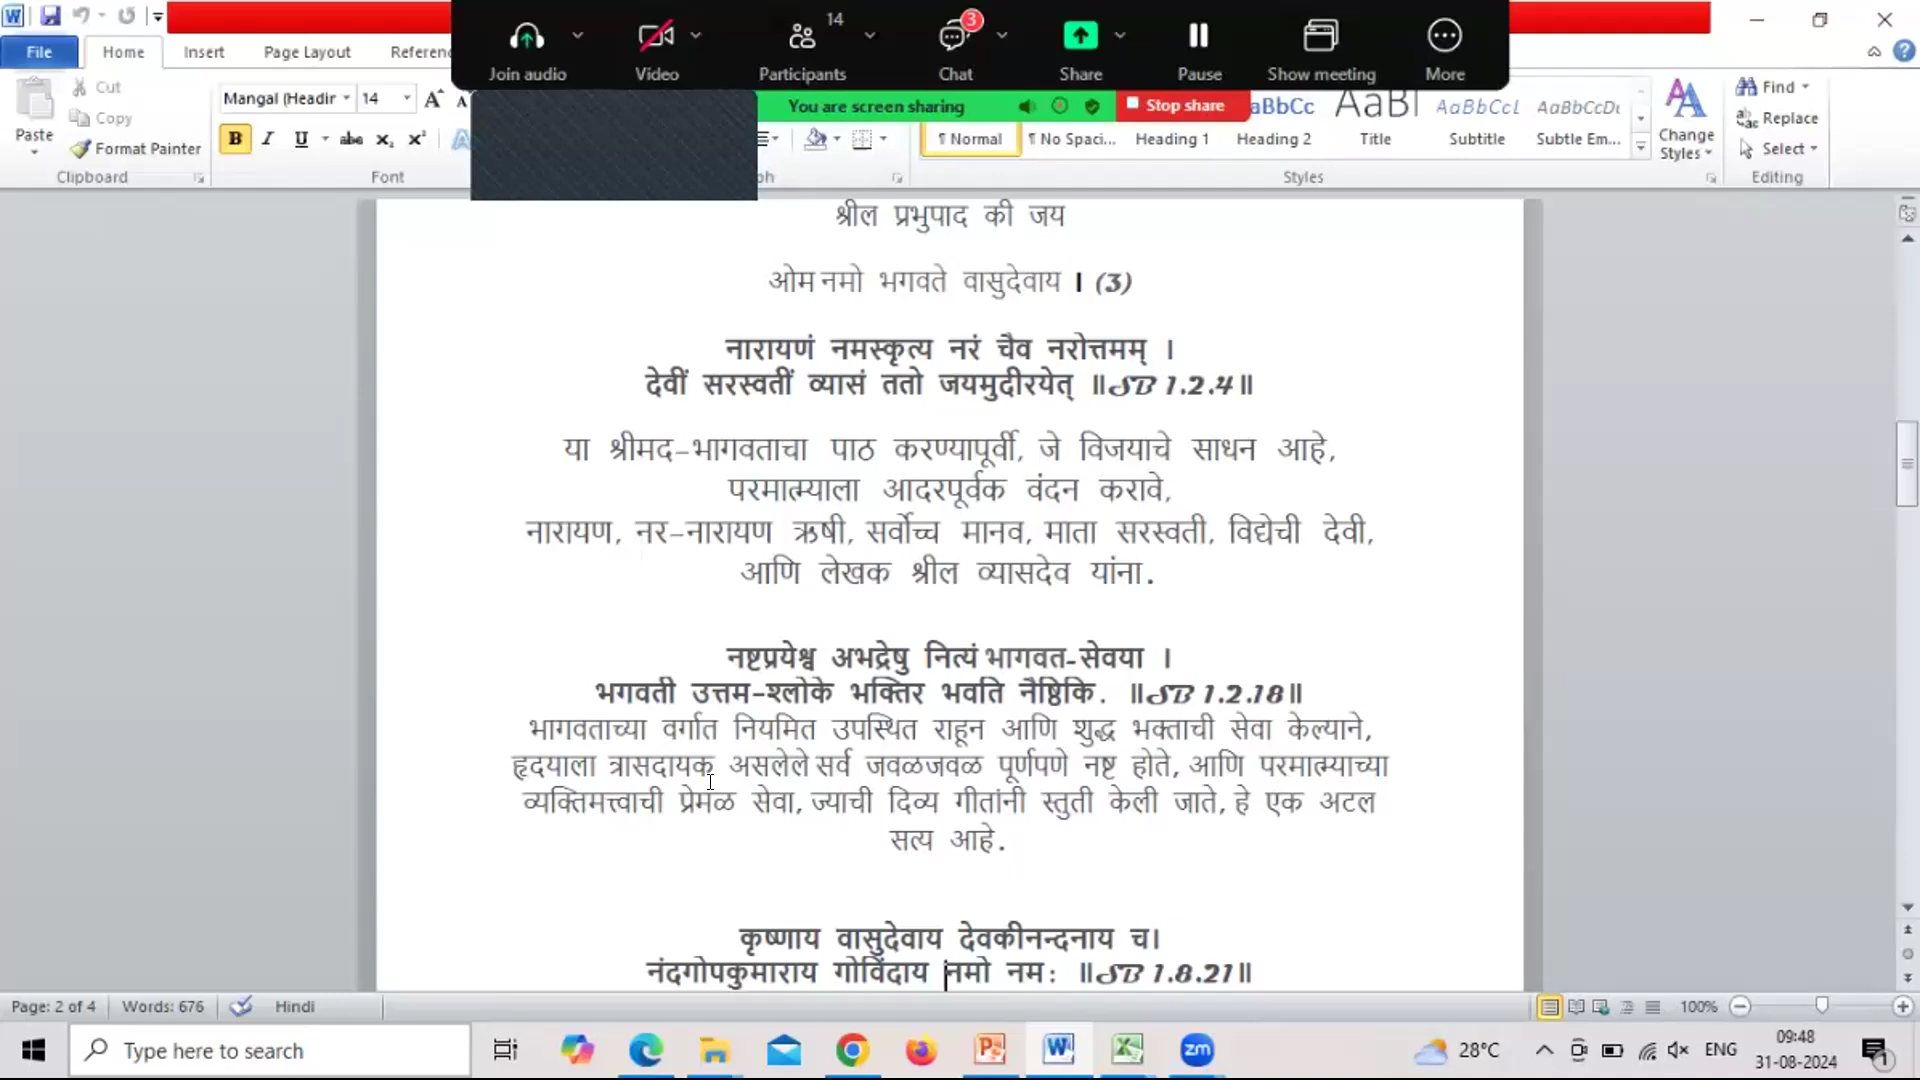 14
3
Join audio
Video
Participants
Chat
Share
Pause
Show meeting
More
You are screen sharing
Stop share
File
Home
Insert
Page Layout
Cut
Copy
Format Painter
Paste
Clipboard
Mangal (Headir
14
Font
¶ Normal
¶ No Spaci...
Heading 1
Heading 2
Title
Subtitle
Subtle Em...
Styles
Change
Styles
Find
Replace
Select
Editing
श्रील प्रभुपाद की जय
ओम नमो भगवते वासुदेवाय । (3)
नारायणं नमस्कृत्य नरं चैव नरोत्तमम् ।
देवीं सरस्वतीं व्यासं ततो जयमुदीरयेत् ॥SB 1.2.4॥
या श्रीमद-भागवताचा पाठ करण्यापूर्वी, जे विजयाचे साधन आहे,
परमात्म्याला आदरपूर्वक वंदन करावे,
नारायण, नर-नारायण ऋषी, सर्वोच्च मानव, माता सरस्वती, विद्येची देवी,
आणि लेखक श्रील व्यासदेव यांना.
नष्टप्रयेश्व अभद्रेषु नित्यं भागवत-सेवया ।
भगवती उत्तम-श्लोके भक्तिर भवति नैष्ठिकि. ॥SB 1.2.18॥
भागवताच्या वर्गात नियमित उपस्थित राहून आणि शुद्ध भक्ताची सेवा केल्याने,
हृदयाला त्रासदायक असलेले सर्व जवळजवळ पूर्णपणे नष्ट होते, आणि परमात्म्याच्या
व्यक्तिमत्त्वाची प्रेमळ सेवा, ज्याची दिव्य गीतांनी स्तुती केली जाते, हे एक अटल
सत्य आहे.
कृष्णाय वासुदेवाय देवकीनन्दनाय च।
नंदगोपकुमाराय गोविंदाय नमो नम: ॥SB 1.8.21॥
Page: 2 of 4
Words: 676
Hindi
100%
Type here to search
28°C
ENG
09:48
31-08-2024